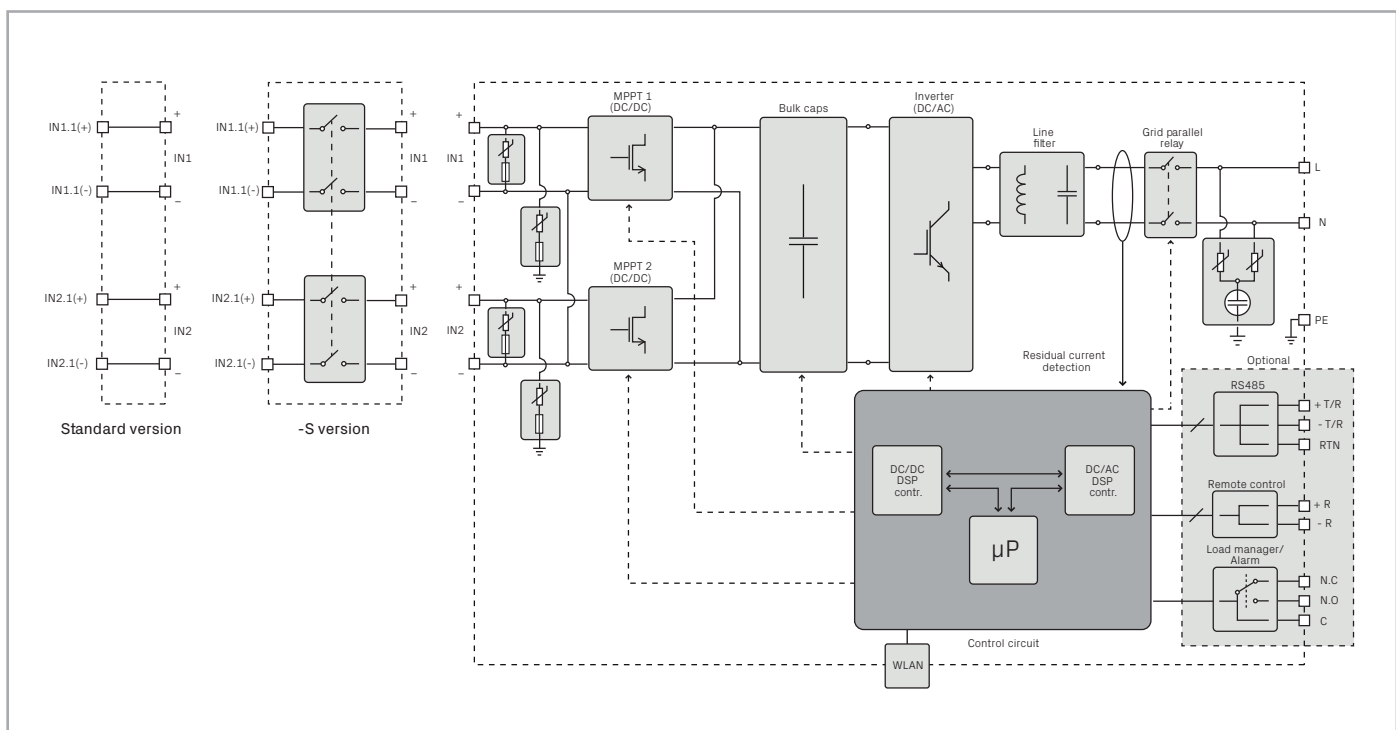 IN1.1(+)
+
IN1
IN1.1(-)
−
IN2.1(+)
+
IN2
IN2.1(-)
−
Standard version
IN1.1(+)
+
IN1
IN1.1(-)
−
IN2.1(+)
+
IN2
IN2.1(-)
−
-S version
+
IN1
−
+
IN2
−
MPPT 1
(DC/DC)
MPPT 2
(DC/DC)
Bulk caps
Inverter
(DC/AC)
Line
filter
Grid parallel
relay
L
N
PE
Residual current
detection
Optional
RS485
+ T/R
- T/R
RTN
Remote control
+ R
- R
Load manager/
Alarm
N.C
N.O
C
DC/DC
DSP
contr.
DC/AC
DSP
contr.
µP
Control circuit
WLAN